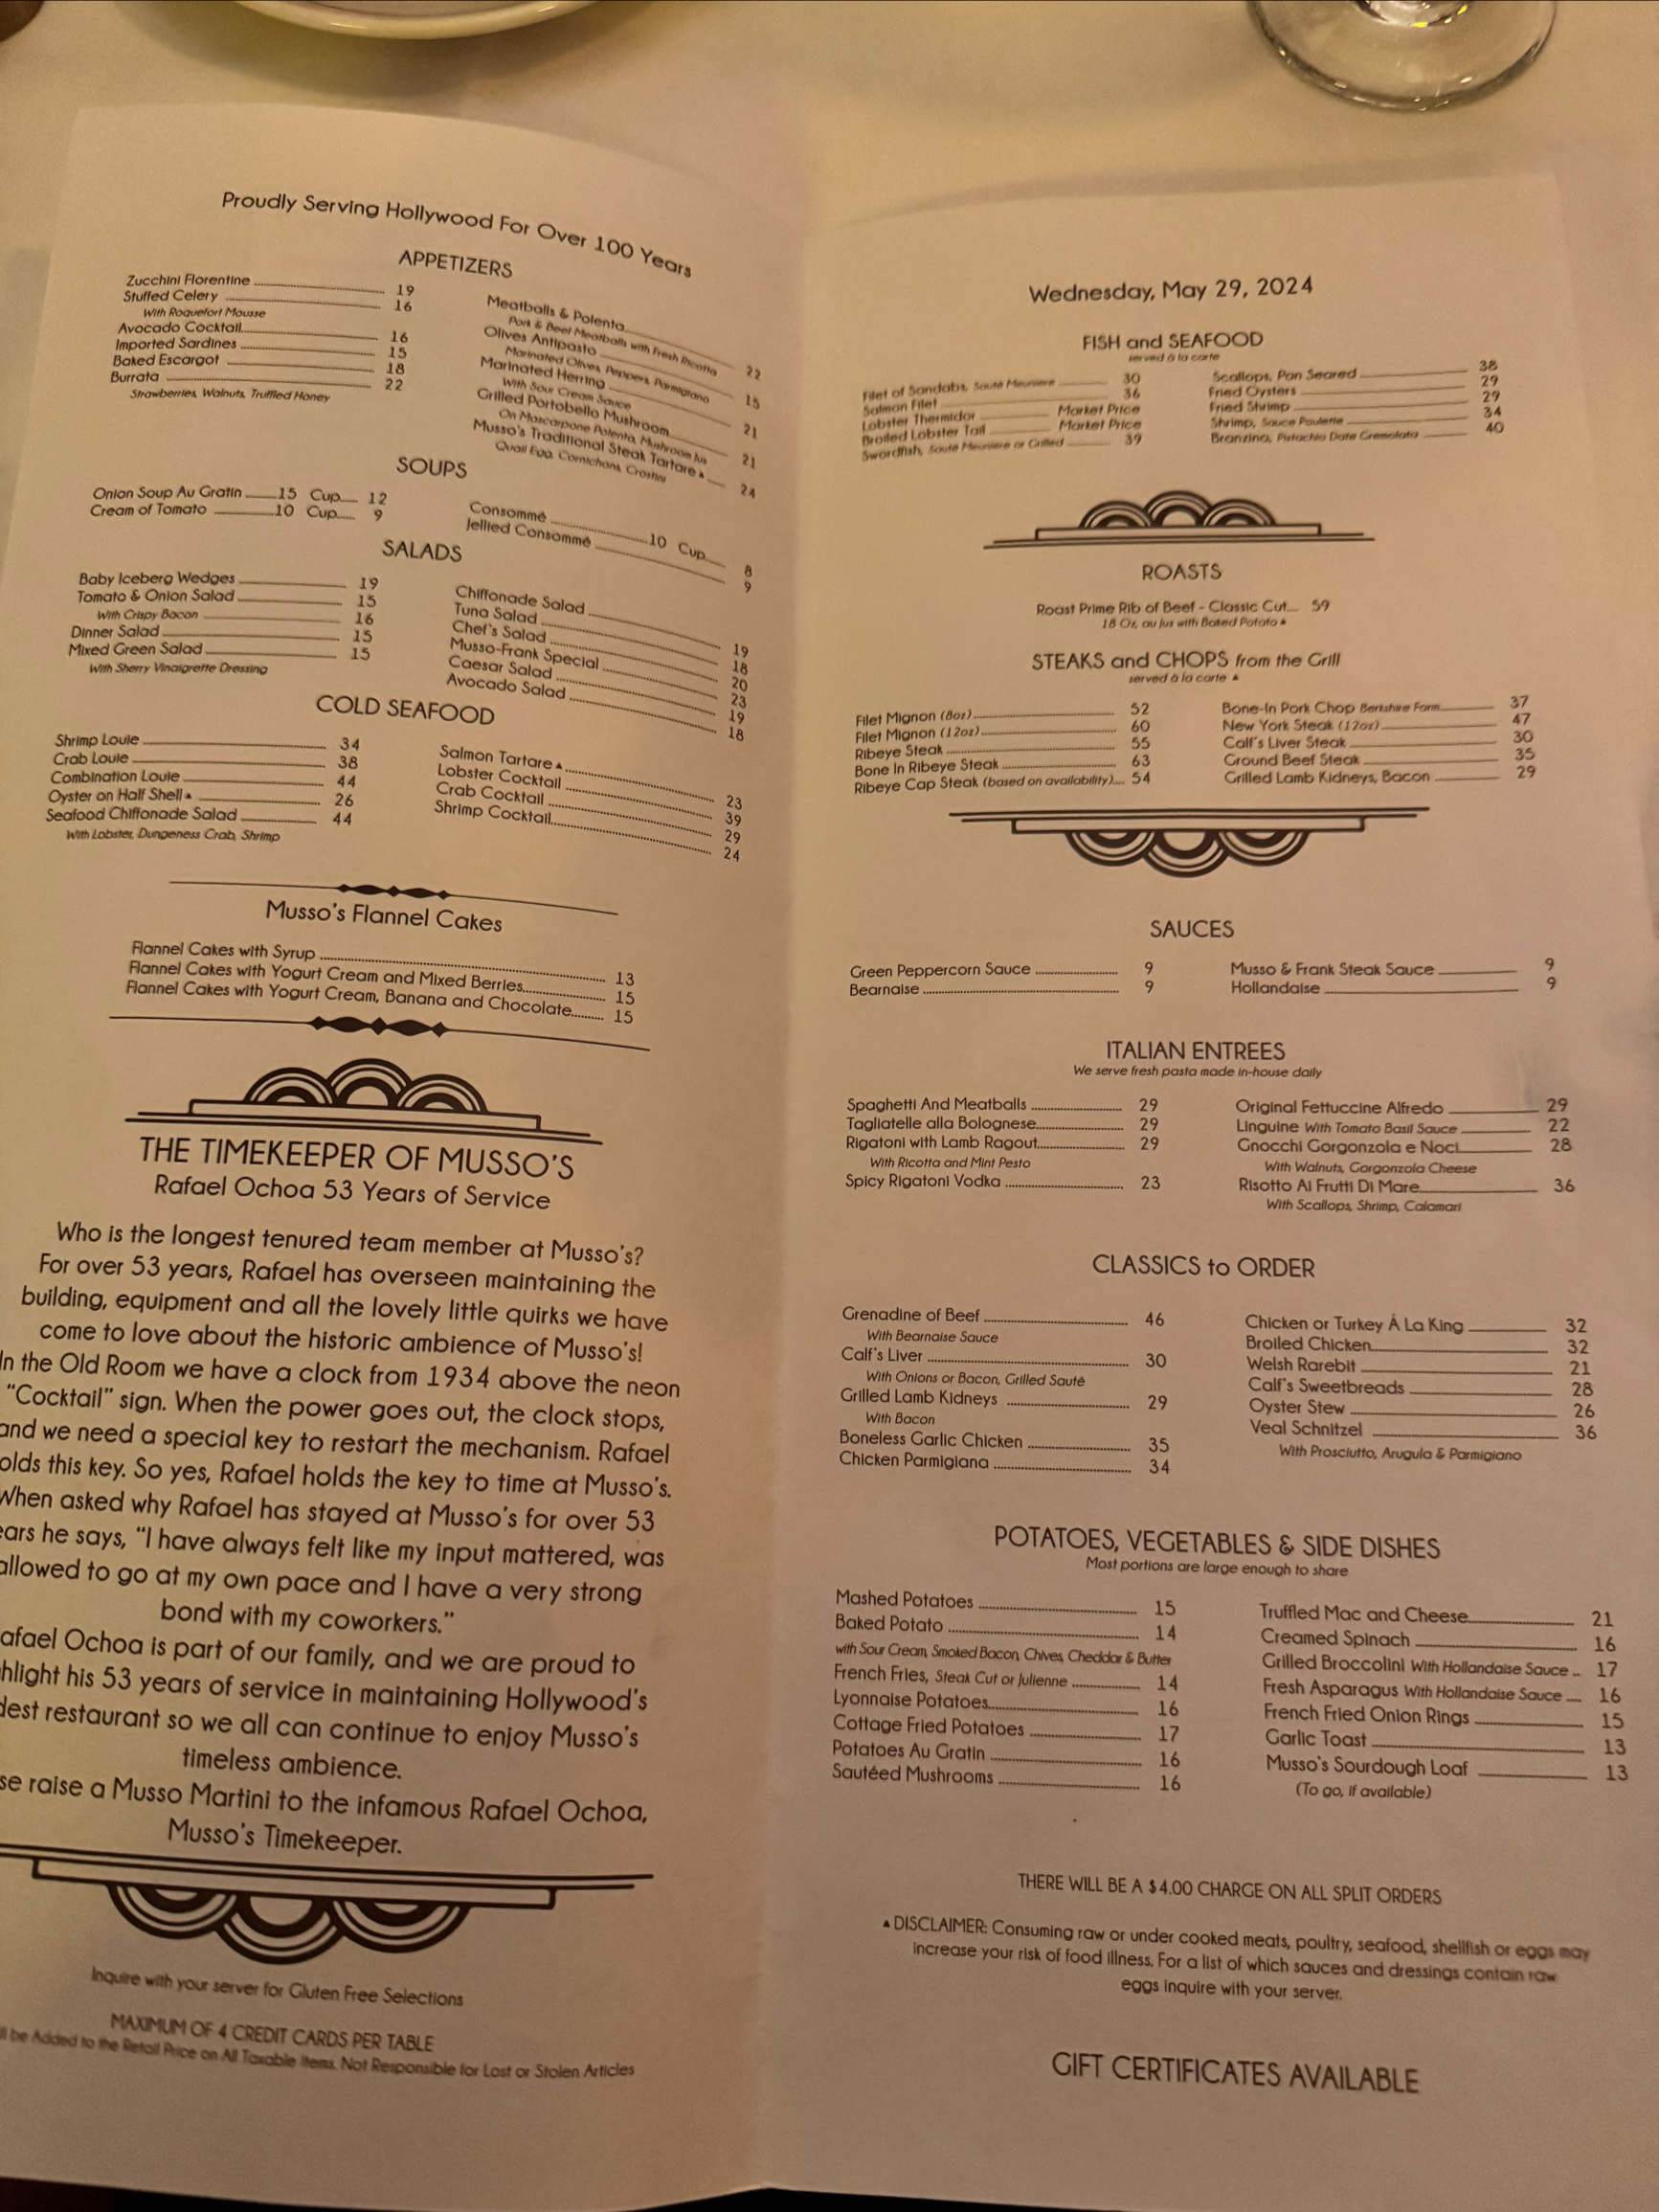 Proudly Serving Hollywood For Over 100 Years
APPETIZERS
Zucchini Florentine 19
Stuffed Celery 16
With Roquefort Mousse
Avocado Cocktail 16
Imported Sardines 15
Baked Escargot 18
Burrata 22
Strawberries, Walnuts, Truffled Honey
Meatballs & Polenta 22
Pork & Beef Meatballs with Fresh Ricotta
Olives Antipasto 15
Marinated Olives, Peppers, Parmigiano
Marinated Herring 21
With Sour Cream Sauce
Grilled Portobello Mushroom 21
On Mascarpone Polenta, Mushroom Jus
Musso's Traditional Steak Tartare ▲ 24
Quail Egg, Cornichons, Crostini
SOUPS
Onion Soup Au Gratin 15 Cup 12
Cream of Tomato 10 Cup 9
Consommé 10 Cup 8
Jellied Consommé 9
SALADS
Baby Iceberg Wedges 19
Tomato & Onion Salad 15
With Crispy Bacon 16
Dinner Salad 15
Mixed Green Salad 15
With Sherry Vinaigrette Dressing
Chiffonade Salad 19
Tuna Salad 18
Chef's Salad 20
Musso-Frank Special 23
Caesar Salad 19
Avocado Salad 18
COLD SEAFOOD
Shrimp Louie 34
Crab Louie 38
Combination Louie 44
Oyster on Half Shell ▲ 26
Seafood Chiffonade Salad 44
With Lobster, Dungeness Crab, Shrimp
Salmon Tartare ▲ 23
Lobster Cocktail 39
Crab Cocktail 29
Shrimp Cocktail 24
Musso's Flannel Cakes
Flannel Cakes with Syrup 13
Flannel Cakes with Yogurt Cream and Mixed Berries 15
Flannel Cakes with Yogurt Cream, Banana and Chocolate 15
THE TIMEKEEPER OF MUSSO'S
Rafael Ochoa 53 Years of Service
Who is the longest tenured team member at Musso's?
For over 53 years, Rafael has overseen maintaining the
building, equipment and all the lovely little quirks we have
come to love about the historic ambience of Musso's!
In the Old Room we have a clock from 1934 above the neon
"Cocktail" sign. When the power goes out, the clock stops,
and we need a special key to restart the mechanism. Rafael
olds this key. So yes, Rafael holds the key to time at Musso's.
When asked why Rafael has stayed at Musso's for over 53
ears he says, "I have always felt like my input mattered, was
allowed to go at my own pace and I have a very strong
bond with my coworkers."
afael Ochoa is part of our family, and we are proud to
hlight his 53 years of service in maintaining Hollywood's
dest restaurant so we all can continue to enjoy Musso's
timeless ambience.
se raise a Musso Martini to the infamous Rafael Ochoa,
Musso's Timekeeper.
Inquire with your server for Gluten Free Selections
MAXIMUM OF 4 CREDIT CARDS PER TABLE
ll be Added to the Retail Price on All Taxable Items. Not Responsible for Lost or Stolen Articles
Wednesday, May 29, 2024
FISH and SEAFOOD
served à la carte
Filet of Sandabs, Sauté Meuniere 30
Salmon Filet 36
Lobster Thermidor Market Price
Broiled Lobster Tail Market Price
Swordfish, Sauté Meuniere or Grilled 39
Scallops, Pan Seared 38
Fried Oysters 29
Fried Shrimp 29
Shrimp, Sauce Poulette 34
Branzino, Pistachio Date Gremolata 40
ROASTS
Roast Prime Rib of Beef - Classic Cut 59
18 Oz, au Jus with Baked Potato ▲
STEAKS and CHOPS from the Grill
served à la carte ▲
Filet Mignon (8oz) 52
Filet Mignon (12oz) 60
Ribeye Steak 55
Bone In Ribeye Steak 63
Ribeye Cap Steak (based on availability) 54
Bone-In Pork Chop Berkshire Farm 37
New York Steak (12oz) 47
Calf's Liver Steak 30
Ground Beef Steak 35
Grilled Lamb Kidneys, Bacon 29
SAUCES
Green Peppercorn Sauce 9
Bearnaise 9
Musso & Frank Steak Sauce 9
Hollandaise 9
ITALIAN ENTREES
We serve fresh pasta made in-house daily
Spaghetti And Meatballs 29
Tagliatelle alla Bolognese 29
Rigatoni with Lamb Ragout 29
With Ricotta and Mint Pesto
Spicy Rigatoni Vodka 23
Original Fettuccine Alfredo 29
Linguine With Tomato Basil Sauce 22
Gnocchi Gorgonzola e Noci 28
With Walnuts, Gorgonzola Cheese
Risotto Ai Frutti Di Mare 36
With Scallops, Shrimp, Calamari
CLASSICS to ORDER
Grenadine of Beef 46
With Bearnaise Sauce
Calf's Liver 30
With Onions or Bacon, Grilled Sauté
Grilled Lamb Kidneys 29
With Bacon
Boneless Garlic Chicken 35
Chicken Parmigiana 34
Chicken or Turkey Á La King 32
Broiled Chicken 32
Welsh Rarebit 21
Calf's Sweetbreads 28
Oyster Stew 26
Veal Schnitzel 36
With Prosciutto, Arugula & Parmigiano
POTATOES, VEGETABLES & SIDE DISHES
Most portions are large enough to share
Mashed Potatoes 15
Baked Potato 14
with Sour Cream, Smoked Bacon, Chives, Cheddar & Butter
French Fries, Steak Cut or Julienne 14
Lyonnaise Potatoes 16
Cottage Fried Potatoes 17
Potatoes Au Gratin 16
Sautéed Mushrooms 16
Truffled Mac and Cheese 21
Creamed Spinach 16
Grilled Broccolini With Hollandaise Sauce 17
Fresh Asparagus With Hollandaise Sauce 16
French Fried Onion Rings 15
Garlic Toast 13
Musso's Sourdough Loaf 13
(To go, if available)
THERE WILL BE A $4.00 CHARGE ON ALL SPLIT ORDERS
▲ DISCLAIMER: Consuming raw or under cooked meats, poultry, seafood, shellfish or eggs may
increase your risk of food illness. For a list of which sauces and dressings contain raw
eggs inquire with your server.
GIFT CERTIFICATES AVAILABLE